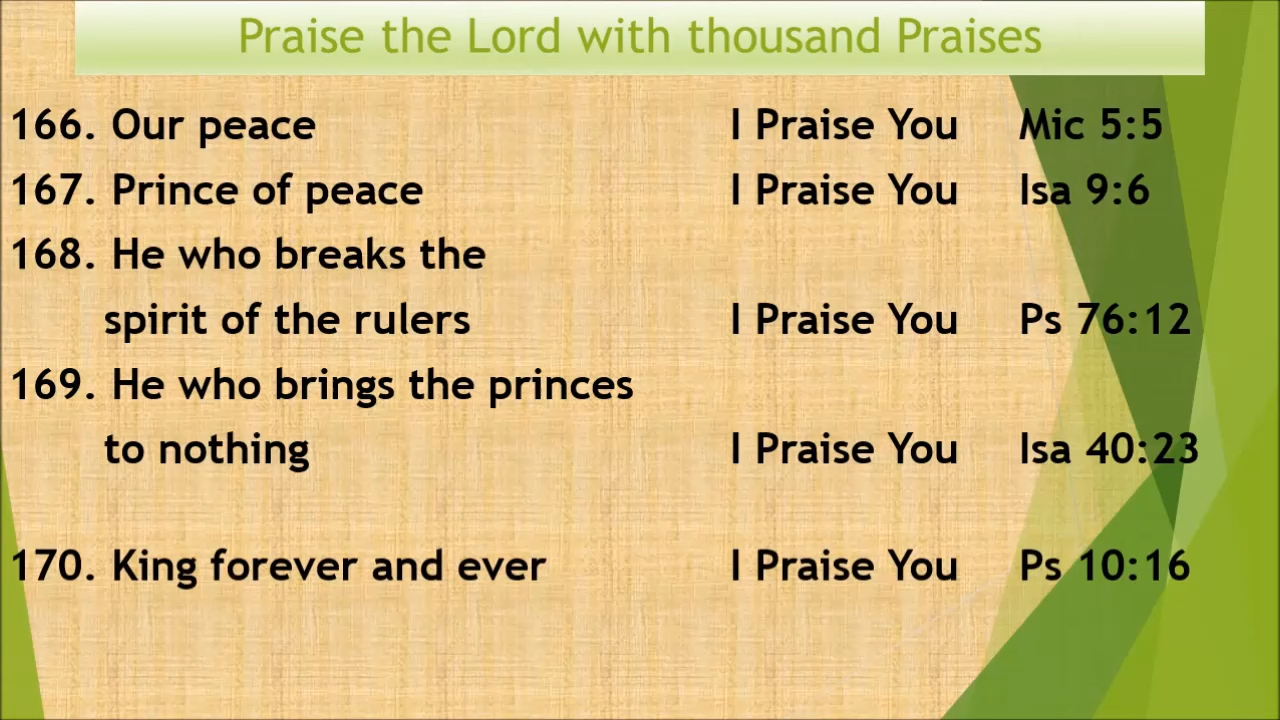 Praise the Lord with thousand Praises
166. Our peace I Praise You Mic 5:5
167. Prince of peace I Praise You Isa 9:6
168. He who breaks the
spirit of the rulers I Praise You Ps 76:12
169. He who brings the princes
to nothing I Praise You Isa 40:23
170. King forever and ever I Praise You Ps 10:16